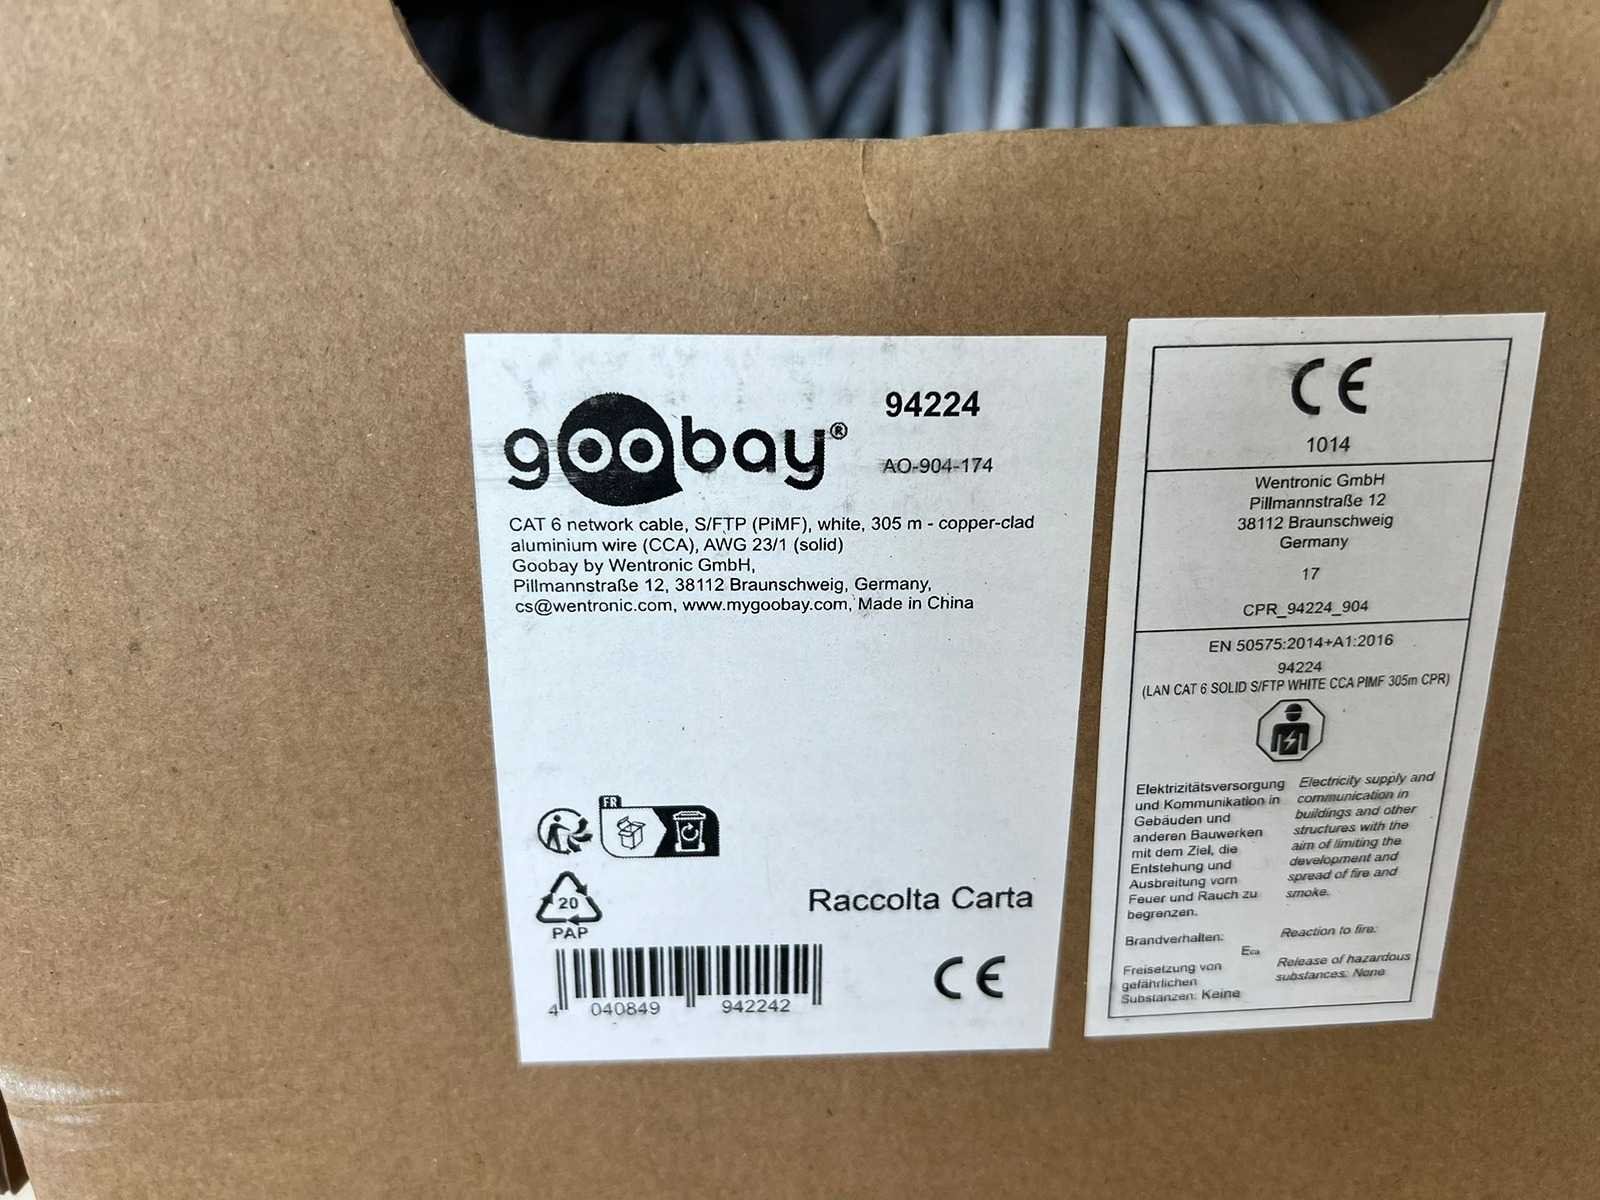 goobay®
94224
AO-904-174
CAT 6 network cable, S/FTP (PiMF), white, 305 m - copper-clad
aluminium wire (CCA), AWG 23/1 (solid)
Goobay by Wentronic GmbH,
Pillmannstraße 12, 38112 Braunschweig, Germany,
cs@wentronic.com, www.mygoobay.com, Made in China
FR
20
PAP
Raccolta Carta
CE
4 040849 942242
CE
1014
Wentronic GmbH
Pillmannstraße 12
38112 Braunschweig
Germany
17
CPR_94224_904
EN 50575:2014+A1:2016
94224
(LAN CAT 6 SOLID S/FTP WHITE CCA PIMF 305m CPR)
Elektrizitätsversorgung
und Kommunikation in
Gebäuden und
anderen Bauwerken
mit dem Ziel, die
Entstehung und
Ausbreitung vom
Feuer und Rauch zu
begrenzen.
Electricity supply and
communication in
buildings and other
structures with the
aim of limiting the
development and
spread of fire and
smoke.
Brandverhalten:
Reaction to fire:
Eca
Freisetzung von
gefährlichen
Substanzen: Keine
Release of hazardous
substances: None